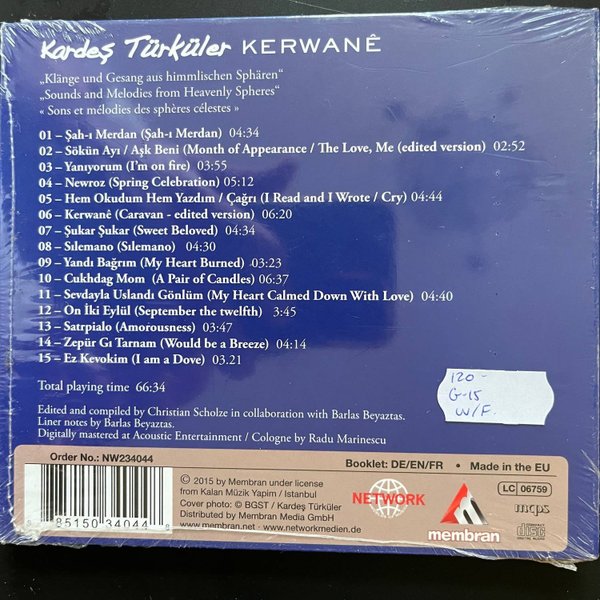 Kardeş Türküler KERWANÊ
„Klänge und Gesang aus himmlischen Sphären“
„Sounds and Melodies from Heavenly Spheres“
« Sons et mélodies des sphères célestes »
01 – Şah-ı Merdan (Şah-ı Merdan) 04:34
02 – Sökün Ayı / Aşk Beni (Month of Appearance / The Love, Me (edited version) 02:52
03 – Yanıyorum (I'm on fire) 03:55
04 – Newroz (Spring Celebration) 05:12
05 – Hem Okudum Hem Yazdım / Çağrı (I Read and I Wrote / Cry) 04:44
06 – Kerwanê (Caravan - edited version) 06:20
07 – Şukar Şukar (Sweet Beloved) 04:34
08 – Sılemano (Sılemano) 04:30
09 – Yandı Bağrım (My Heart Burned) 03:23
10 – Cukhdag Mom (A Pair of Candles) 06:37
11 – Sevdayla Uslandı Gönlüm (My Heart Calmed Down With Love) 04:40
12 – On İki Eylül (September the twelfth) 3:45
13 – Satrpialo (Amorousness) 03:47
14 – Zepür Gı Tarnam (Would be a Breeze) 04:14
15 – Ez Kevokim (I am a Dove) 03.21
Total playing time 66:34
120-
G-15
W/F.
Edited and compiled by Christian Scholze in collaboration with Barlas Beyaztas.
Liner notes by Barlas Beyaztas.
Digitally mastered at Acoustic Entertainment / Cologne by Radu Marinescu
Order No.: NW234044
Booklet: DE/EN/FR • Made in the EU
© 2015 by Membran under license
from Kalan Müzik Yapim / Istanbul
Cover photo: © BGST / Kardeş Türküler
Distributed by Membran Media GmbH
www.membran.net • www.networkmedien.de
85150 34044
NETWORK
membran
LC 06759
mcps
COMPACT
disc
DIGITAL AUDIO